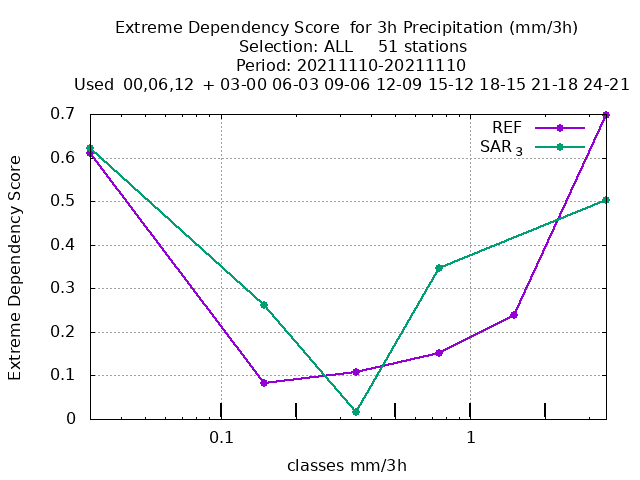 Extreme Dependency Score  for 3h Precipitation (mm/3h)
Selection: ALL     51 stations
Period: 20211110-20211110
Used  00,06,12  + 03-00 06-03 09-06 12-09 15-12 18-15 21-18 24-21
0.7
0.6
0.5
0.4
0.3
0.2
0.1
0
Extreme Dependency Score
REF
SAR 3
0.1
1
classes mm/3h